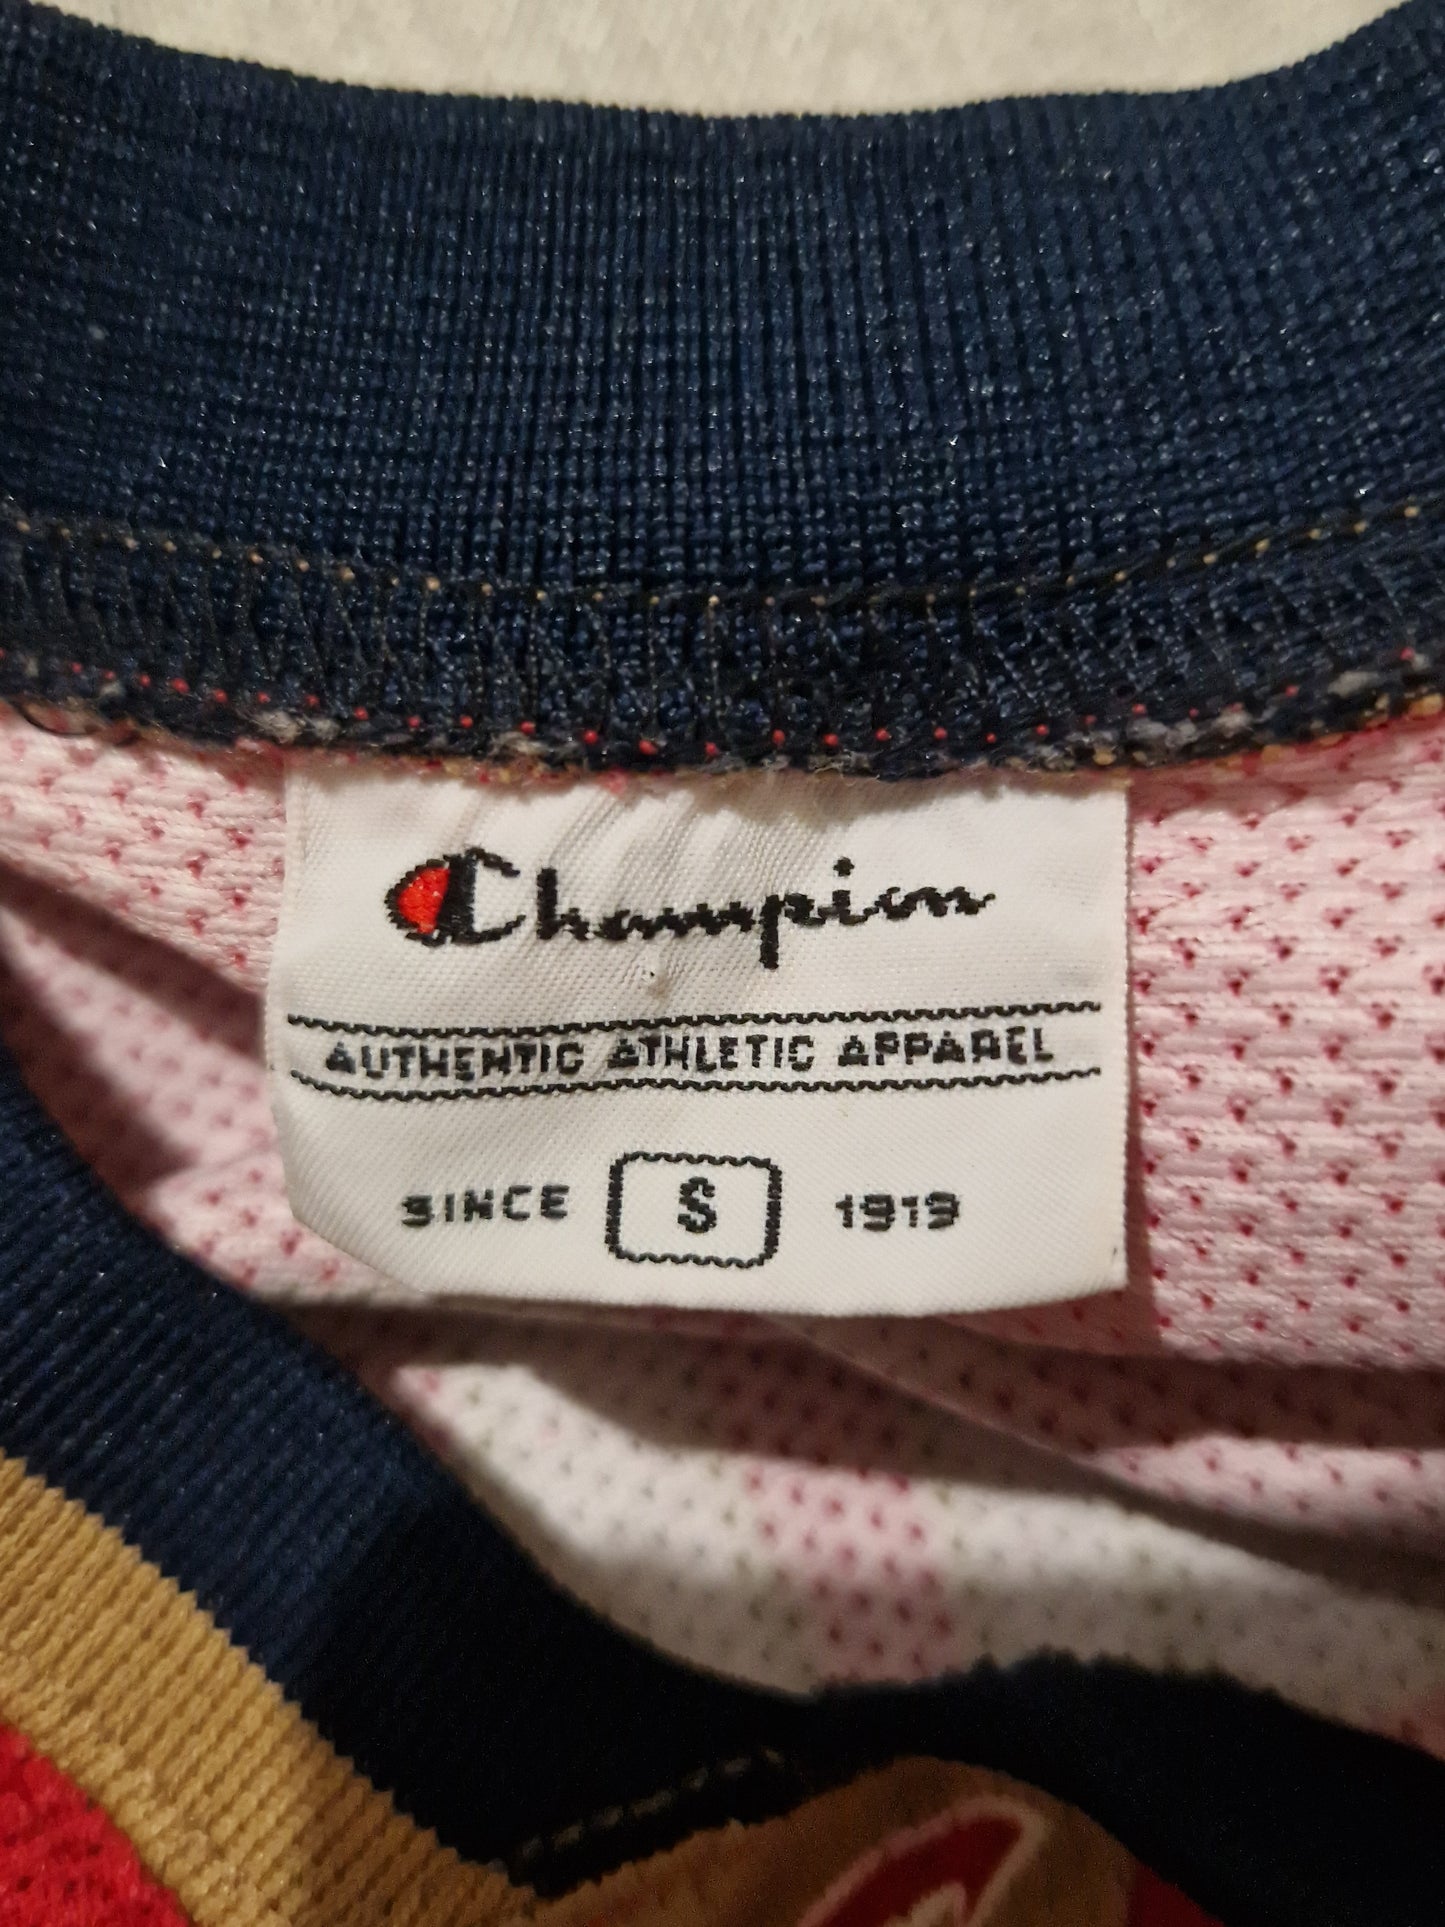 Champion
AUTHENTIC ATHLETIC APPAREL
SINCE S 1919